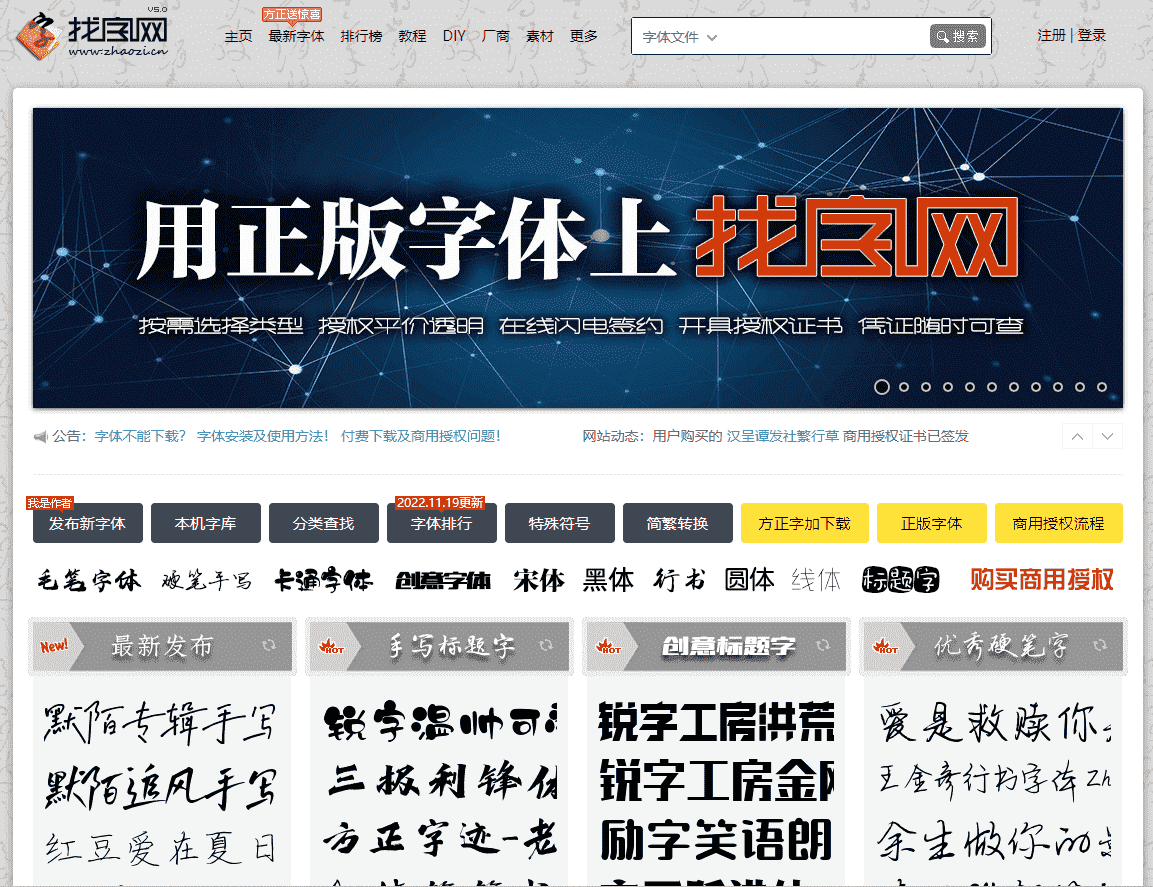 V5.0
找字网
www.zhaozi.cn
方正送惊喜
主页 最新字体 排行榜 教程 DIY 厂商 素材 更多
字体文件
搜索
注册 | 登录
用正版字体上找字网
按需选择类型 授权平价透明 在线闪电签约 开具授权证书 凭证随时可查
公告：字体不能下载？ 字体安装及使用方法！ 付费下载及商用授权问题！
网站动态：用户购买的 汉呈谭发社繁行草 商用授权证书已签发
我是作者
2022.11.19更新
发布新字体 本机字库 分类查找 字体排行 特殊符号 简繁转换 方正字加下载 正版字体 商用授权流程
毛笔字体 硬笔手写 卡通字体 创意字体 宋体 黑体 行书 圆体 线体 标题字 购买商用授权
New! 最新发布
HOT 手写标题字
HOT 创意标题字
HOT 优秀硬笔字
默陌专辑手写
锐字温帅可
锐字工房洪荒
爱是救赎你
默陌追风手写
三极利锋体
锐字工房金刚
王金彦行书字体 Zh
红豆爱在夏日
方正字迹-老
励字笑语朗
余生做你的